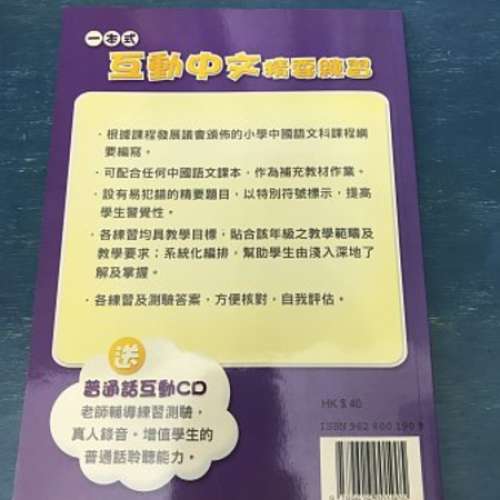 一本式
互動中文精要練習
·根據課程發展議會頒佈的小學中國語文科課程綱
要編寫。
·可配合任何中國語文課本，作為補充教材作業。
·設有易犯錯的精要題目，以特別符號標示，提高
學生警覺性。
·各練習均具教學目標，貼合該年級之教學範疇及
教學要求；系統化編排，幫助學生由淺入深地了
解及掌握。
·各練習及測驗答案，方便核對，自我評估。
送
普通話互動CD
老師輔導練習測驗，
真人錄音。增值學生的
普通話聆聽能力。
HK $ 40
ISBN 962 900 190 9